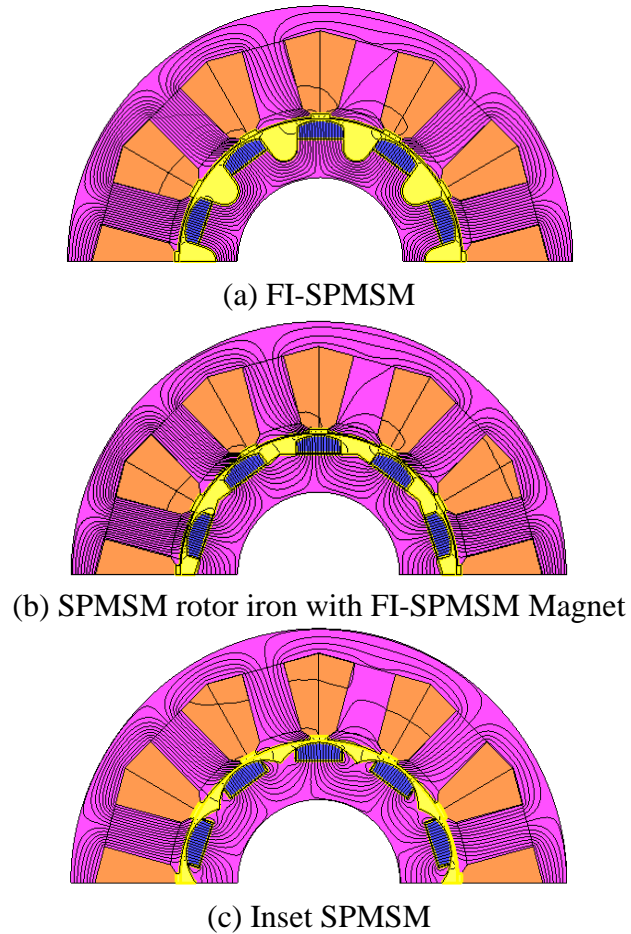 (a) FI-SPMSM
(b) SPMSM rotor iron with FI-SPMSM Magnet
(c) Inset SPMSM